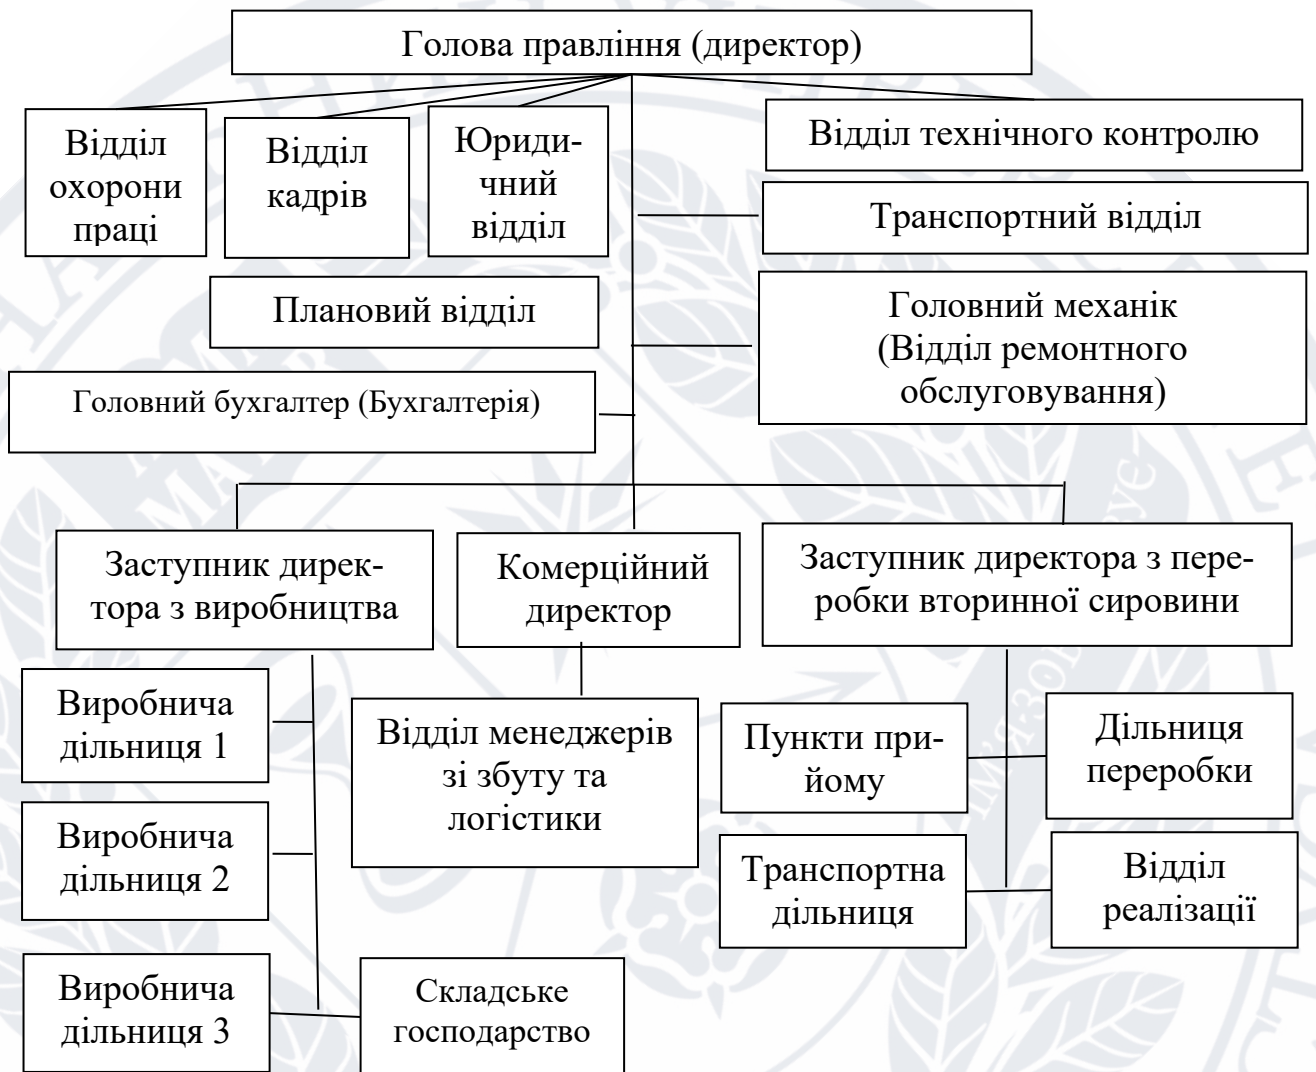 Голова правління (директор)
Відділ
охорони
праці
Відділ
кадрів
Юриди-
чний
відділ
Відділ технічного контролю
Транспортний відділ
Плановий відділ
Головний механік
(Відділ ремонтного
обслуговування)
Головний бухгалтер (Бухгалтерія)
Заступник дирек-
тора з виробництва
Комерційний
директор
Заступник директора з пере-
робки вторинної сировини
Виробнича
дільниця 1
Виробнича
дільниця 2
Виробнича
дільниця 3
Складське
господарство
Відділ менеджерів
зі збуту та
логістики
Пункти при-
йому
Дільниця
переробки
Транспортна
дільниця
Відділ
реалізації